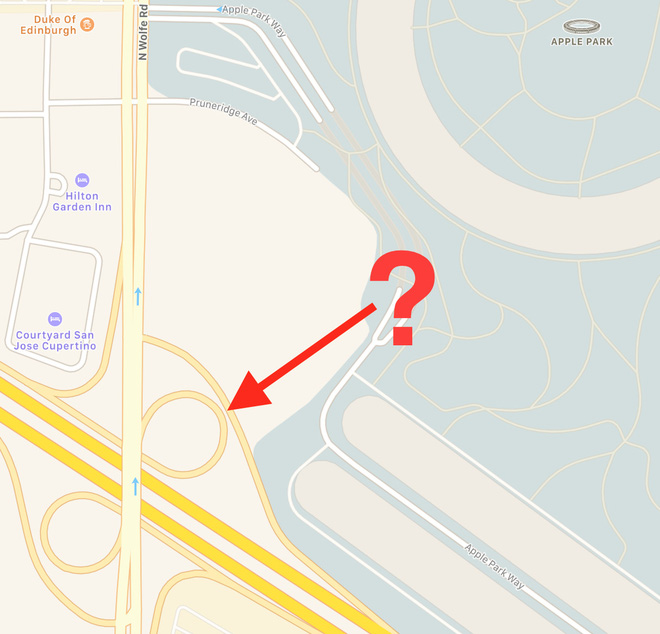 Duke Of
Edinburgh
N Wolfe Rd
Apple Park Way
APPLE PARK
Pruneridge Ave
Hilton
Garden Inn
?
Courtyard San
Jose Cupertino
Apple Park Way